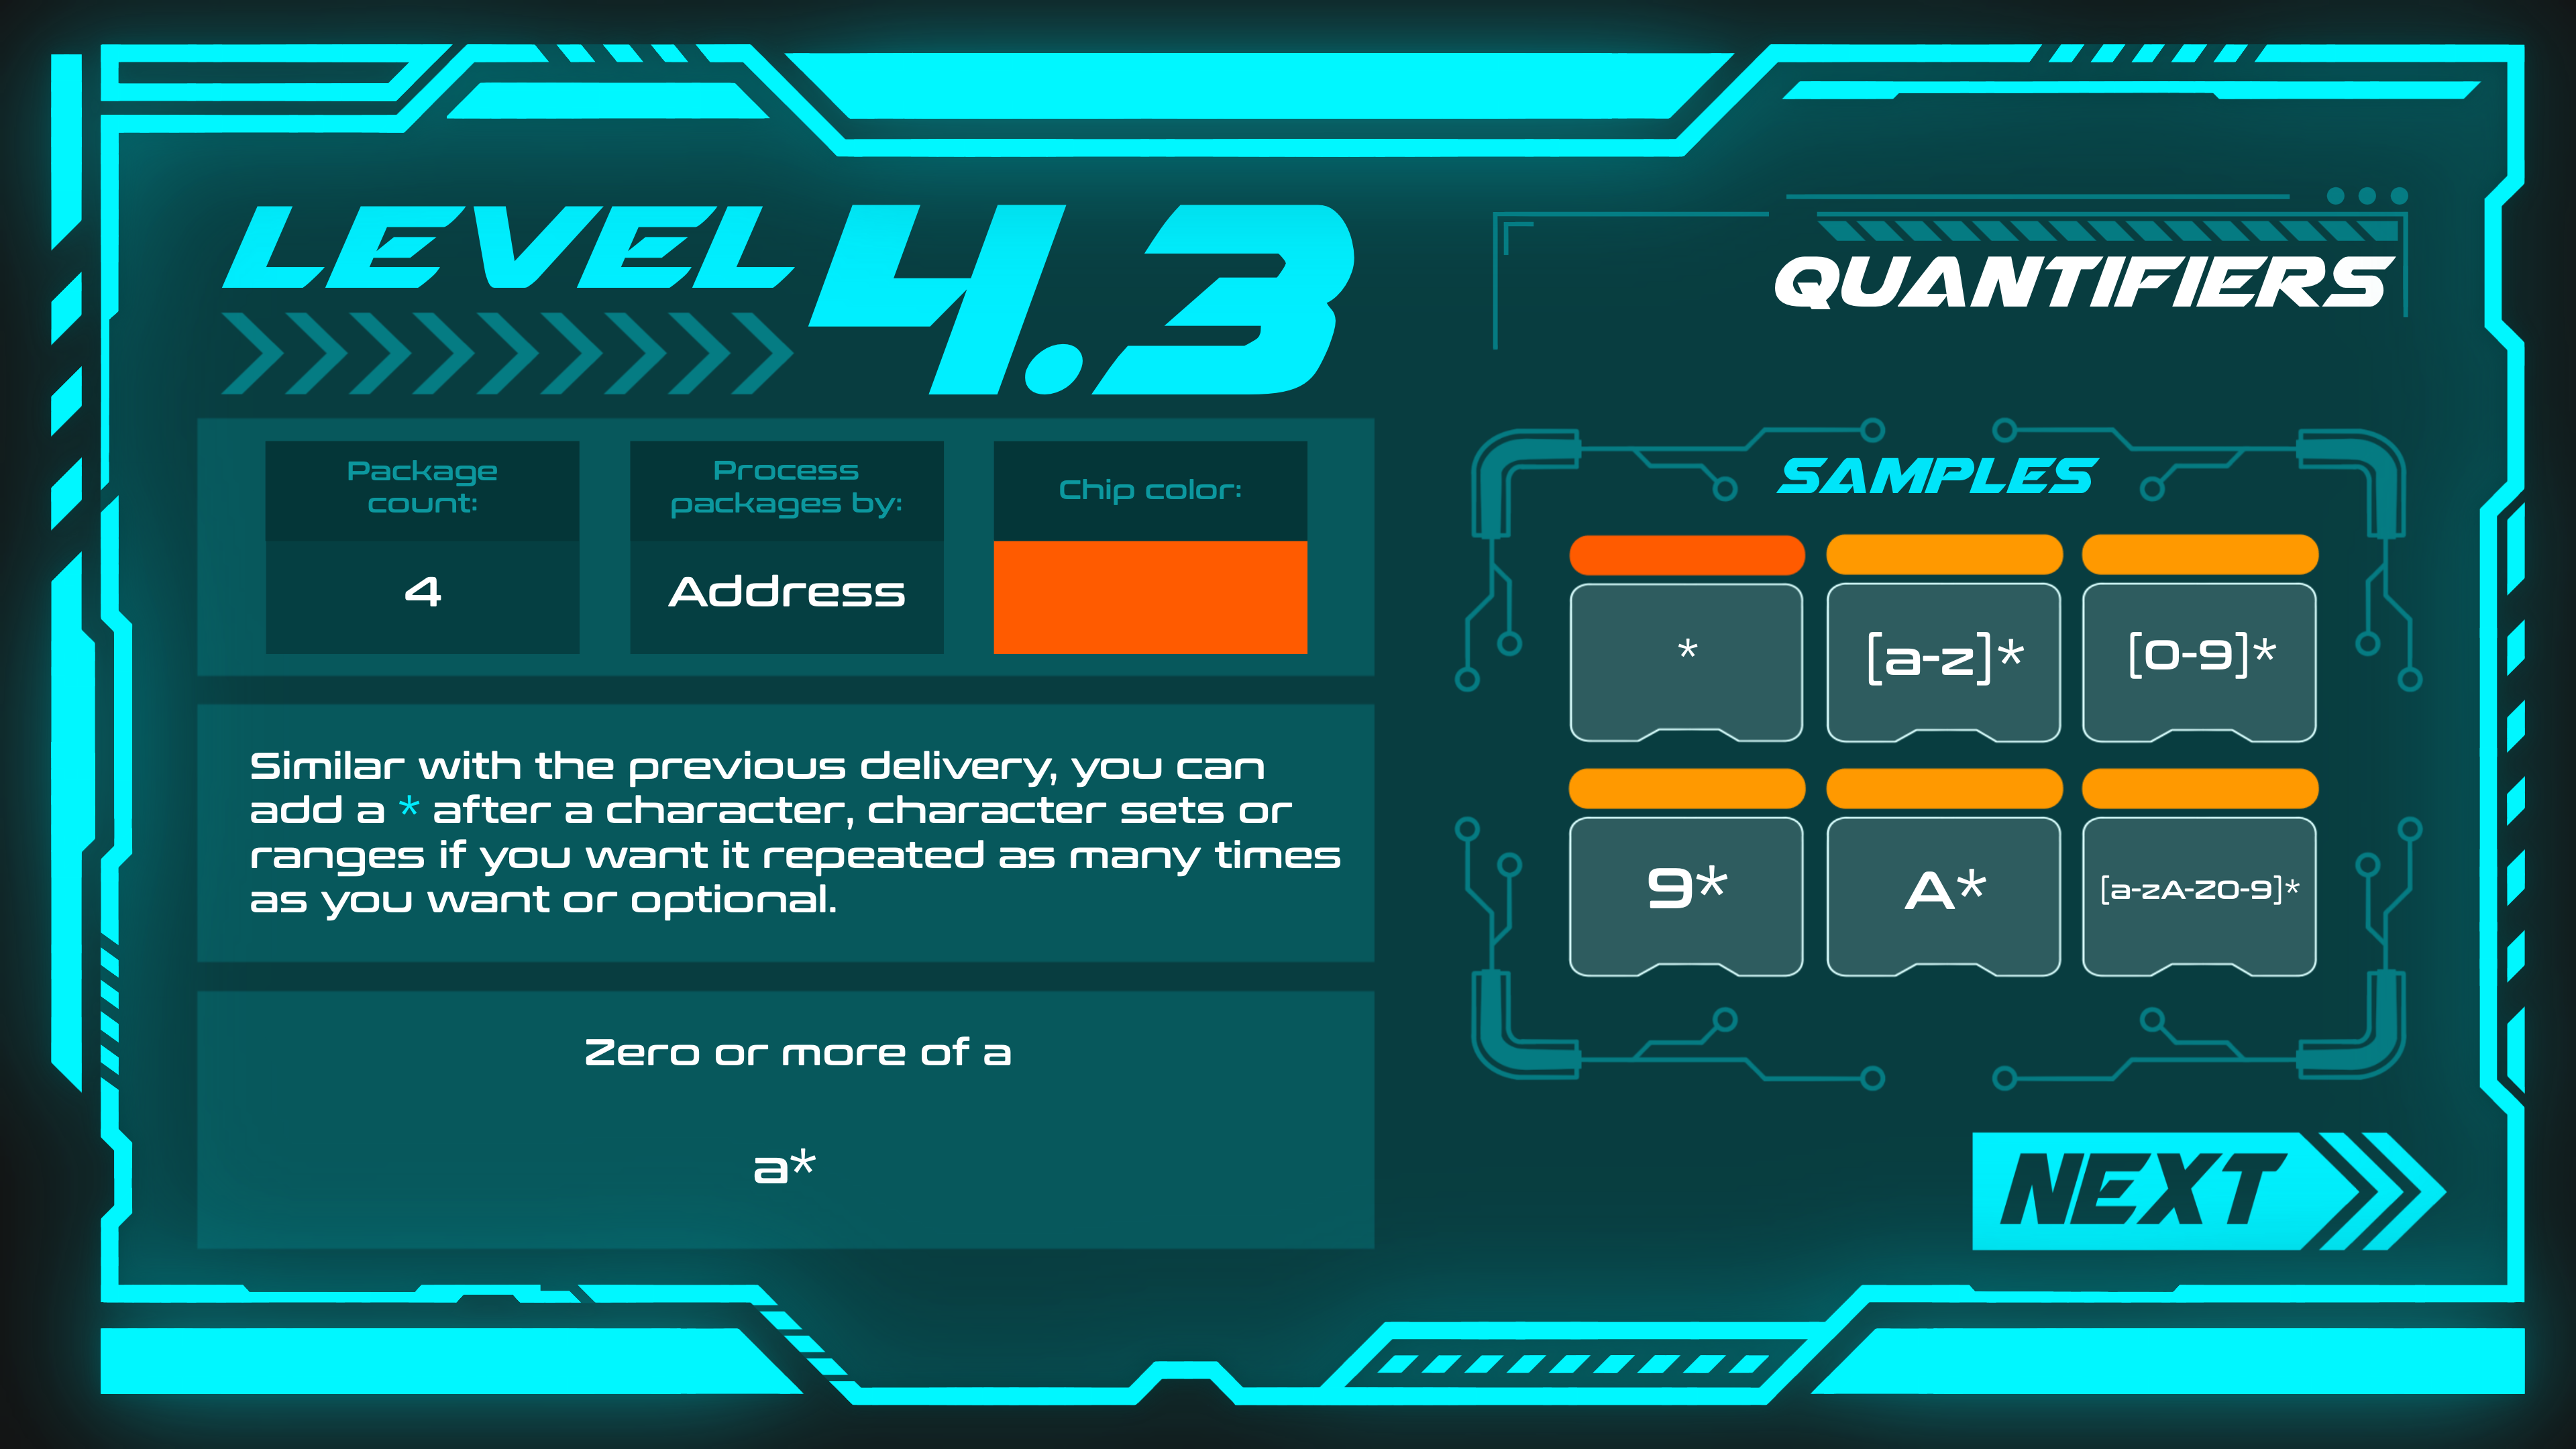 LEVEL 4.3
QUANTIFIERS
Package
count:
4
Process
packages by:
Address
Chip color:
Similar with the previous delivery, you can
add a * after a character, character sets or
ranges if you want it repeated as many times
as you want or optional.
Zero or more of a
a*
SAMPLES
*
[a-z]*
[0-9]*
9*
A*
[a-zA-Z0-9]*
NEXT